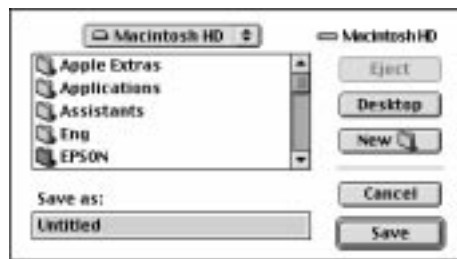 Macintosh HD
Macintosh HD
Apple Extras
Applications
Assistants
Eng
EPSON
Eject
Desktop
New
Save as:
Untitled
Cancel
Save